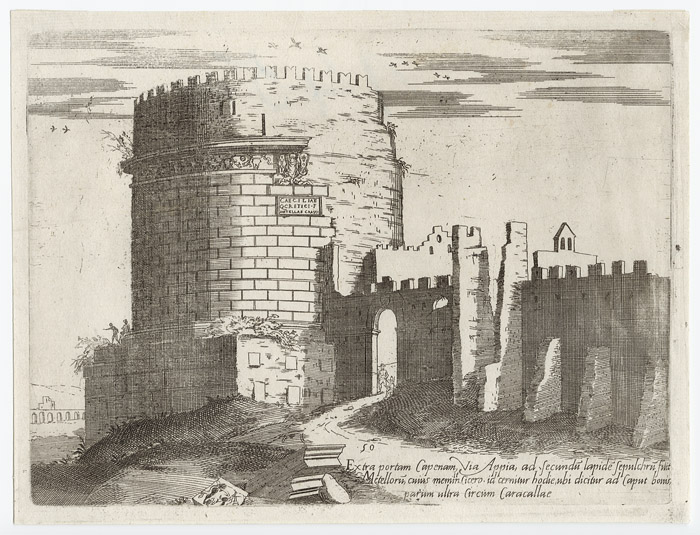 CAECILIAE
Q·CRETICI·F
METELLAE CRASSI
50
Extra portam Capenam, Via Appia, ad secundū lapidē sepulchrū fuit
Metellorū, cuius meminit Cicero. id cernitur hodie, ubi dicitur ad Caput bouis,
parum ultra Circum Caracallae